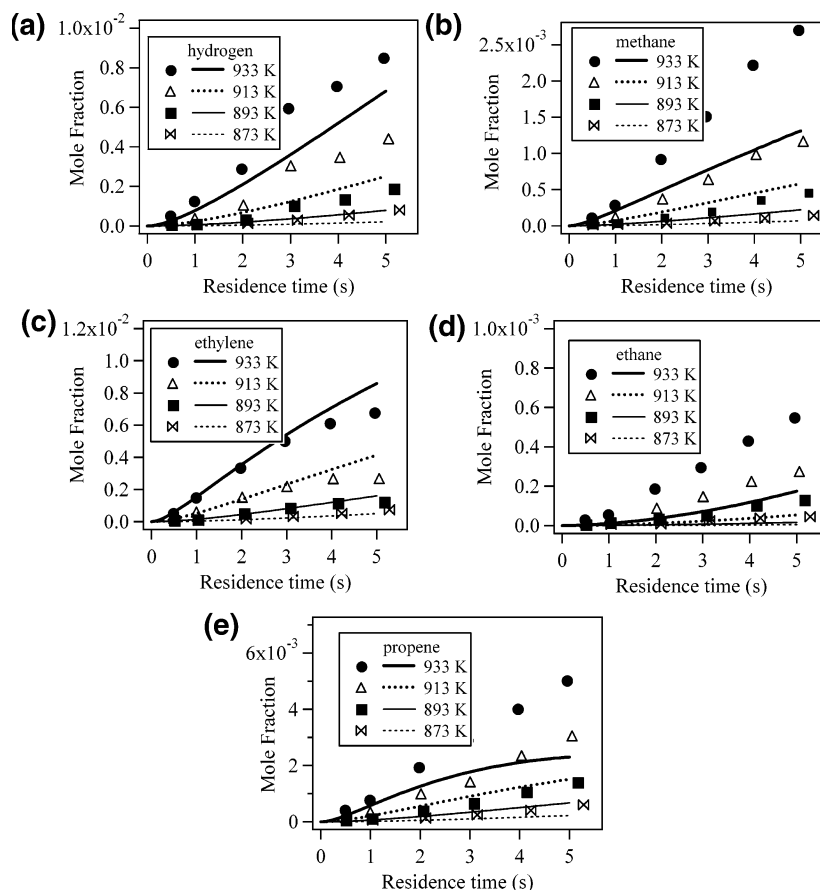 (a)
1.0x10-2
0.8
0.6
0.4
0.2
0.0
Mole Fraction
hydrogen
933 K
913 K
893 K
873 K
0 1 2 3 4 5
Residence time (s)
(b)
2.5x10-3
2.0
1.5
1.0
0.5
0.0
Mole Fraction
methane
933 K
913 K
893 K
873 K
0 1 2 3 4 5
Residence time (s)
(c)
1.2x10-2
1.0
0.8
0.6
0.4
0.2
0.0
Mole Fraction
ethylene
933 K
913 K
893 K
873 K
0 1 2 3 4 5
Residence time (s)
(d)
1.0x10-3
0.8
0.6
0.4
0.2
0.0
Mole Fraction
ethane
933 K
913 K
893 K
873 K
0 1 2 3 4 5
Residence time (s)
(e)
6x10-3
4
2
0
Mole Fraction
propene
933 K
913 K
893 K
873 K
0 1 2 3 4 5
Residence time (s)